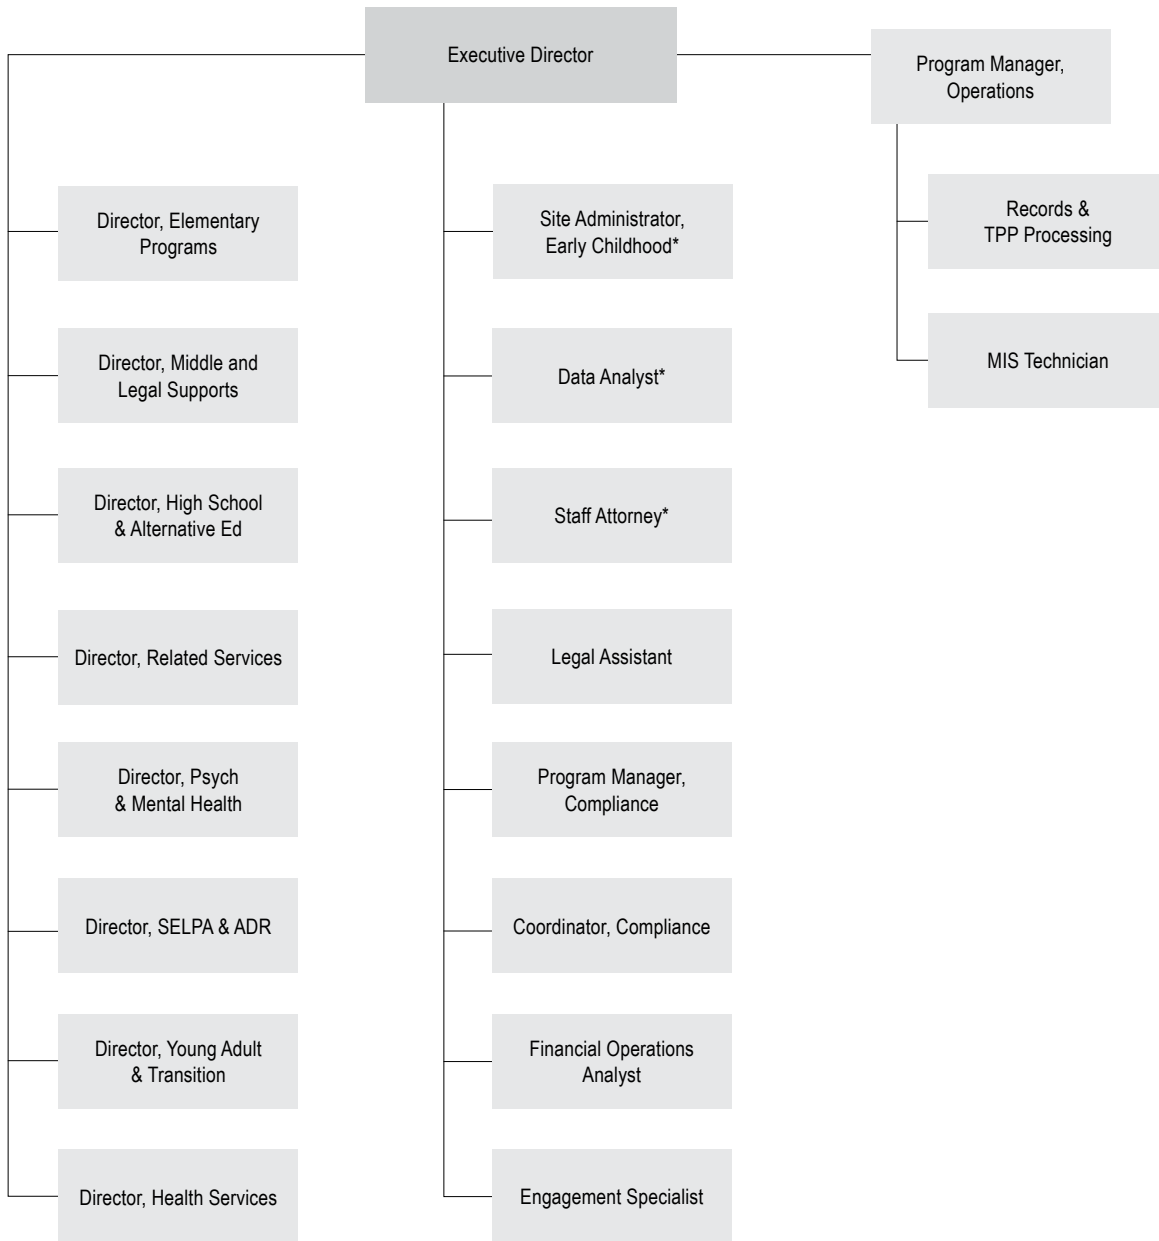 Executive Director
Program Manager,
Operations
Director, Elementary
Programs
Site Administrator,
Early Childhood*
Records &
TPP Processing
Director, Middle and
Legal Supports
Data Analyst*
MIS Technician
Director, High School
& Alternative Ed
Staff Attorney*
Director, Related Services
Legal Assistant
Director, Psych
& Mental Health
Program Manager,
Compliance
Director, SELPA & ADR
Coordinator, Compliance
Director, Young Adult
& Transition
Financial Operations
Analyst
Director, Health Services
Engagement Specialist